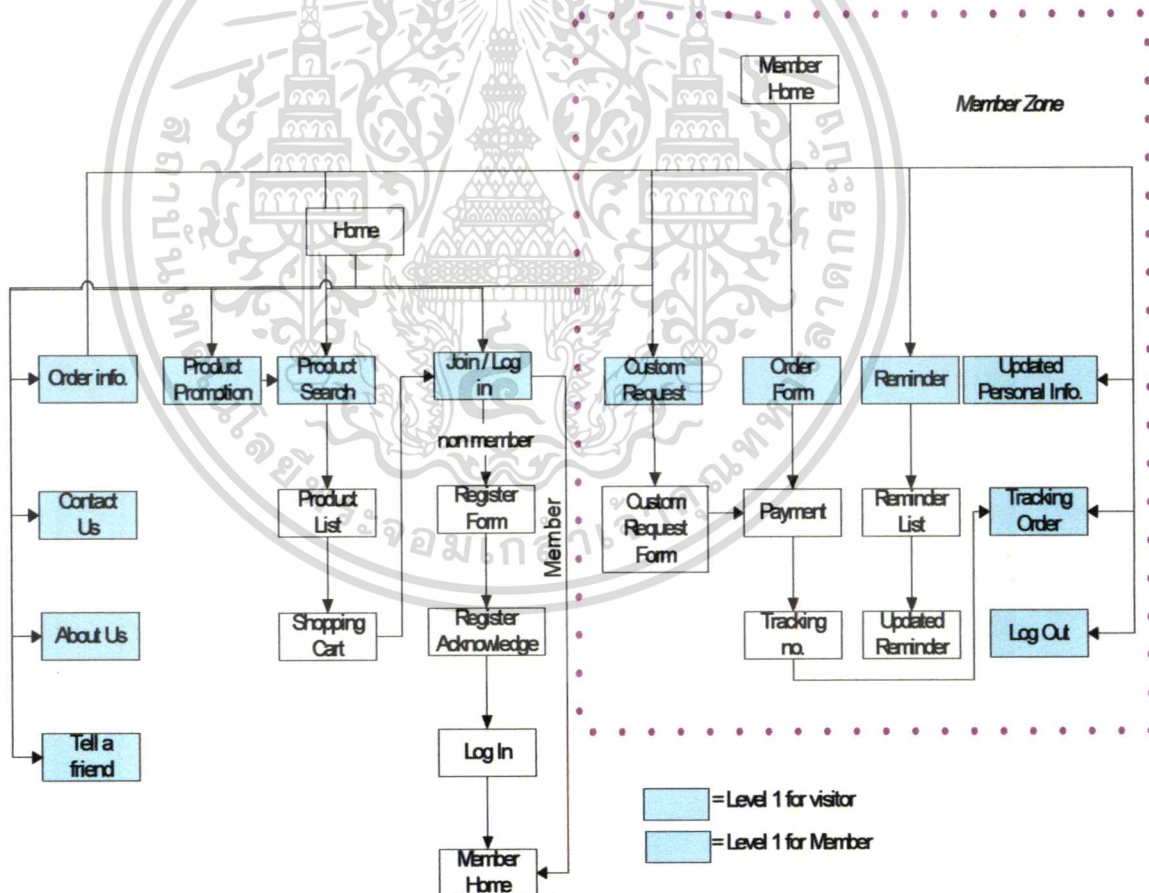 Member
Home
Member Zone
Home
Order info.
Product
Promption
Product
Search
Join / Log
in
Custom
Request
Order
Form
Reminder
Updated
Personal Info.
non member
Contact
Us
Product
List
Register
Form
Member
Custom
Request
Form
Payment
Reminder
List
Tracking
Order
About Us
Shopping
Cart
Register
Acknowledge
Tracking
no.
Updated
Reminder
Log Out
Tell a
friend
Log In
Member
Home
= Level 1 for visitor
= Level 1 for Member